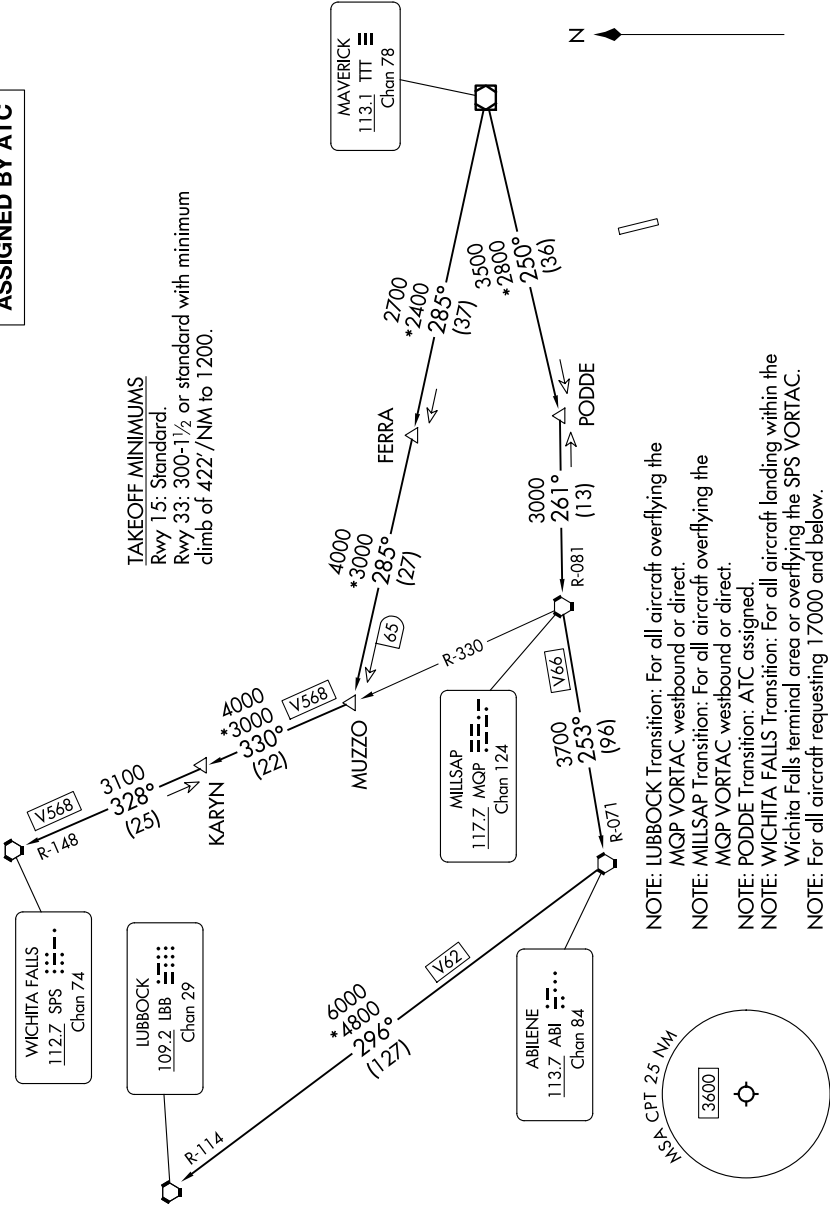 ASSIGNED BY ATC
TAKEOFF MINIMUMS
Rwy 15: Standard.
Rwy 33: 300-1½ or standard with minimum
climb of 422'/NM to 1200.
N
MAVERICK
113.1 TTT
Chan 78
2700
*2400
285°
(37)
3500
*2800
250°
(36)
FERRA
PODDE
4000
*3000
285°
(27)
65
3000
261°
(13)
R-081
R-330
MUZZO
V568
4000
*3000
330°
(22)
KARYN
3100
328°
(25)
V568
R-148
WICHITA FALLS
112.7 SPS
Chan 74
LUBBOCK
109.2 LBB
Chan 29
MILLSAP
117.7 MQP
Chan 124
V66
3700
253°
(96)
R-071
V62
6000
*4800
296°
(127)
R-114
ABILENE
113.7 ABI
Chan 84
MSA CPT 25 NM
3600
NOTE: LUBBOCK Transition: For all aircraft overflying the
MQP VORTAC westbound or direct.
NOTE: MILLSAP Transition: For all aircraft overflying the
MQP VORTAC westbound or direct.
NOTE: PODDE Transition: ATC assigned.
NOTE: WICHITA FALLS Transition: For all aircraft landing within the
Wichita Falls terminal area or overflying the SPS VORTAC.
NOTE: For all aircraft requesting 17000 and below.